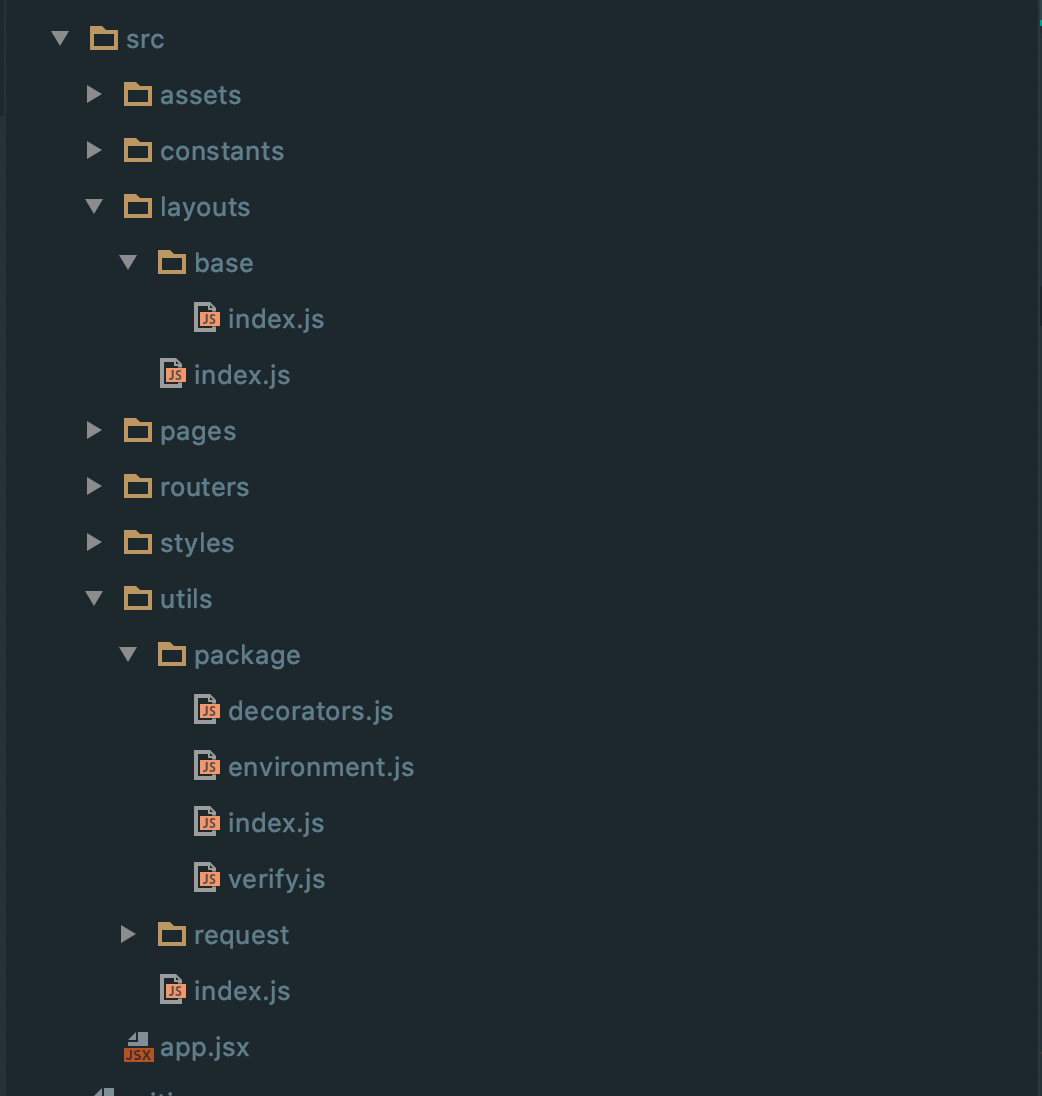 src
assets
constants
layouts
base
JS index.js
JS index.js
pages
routers
styles
utils
package
JS decorators.js
JS environment.js
JS index.js
JS verify.js
request
JS index.js
JSX app.jsx